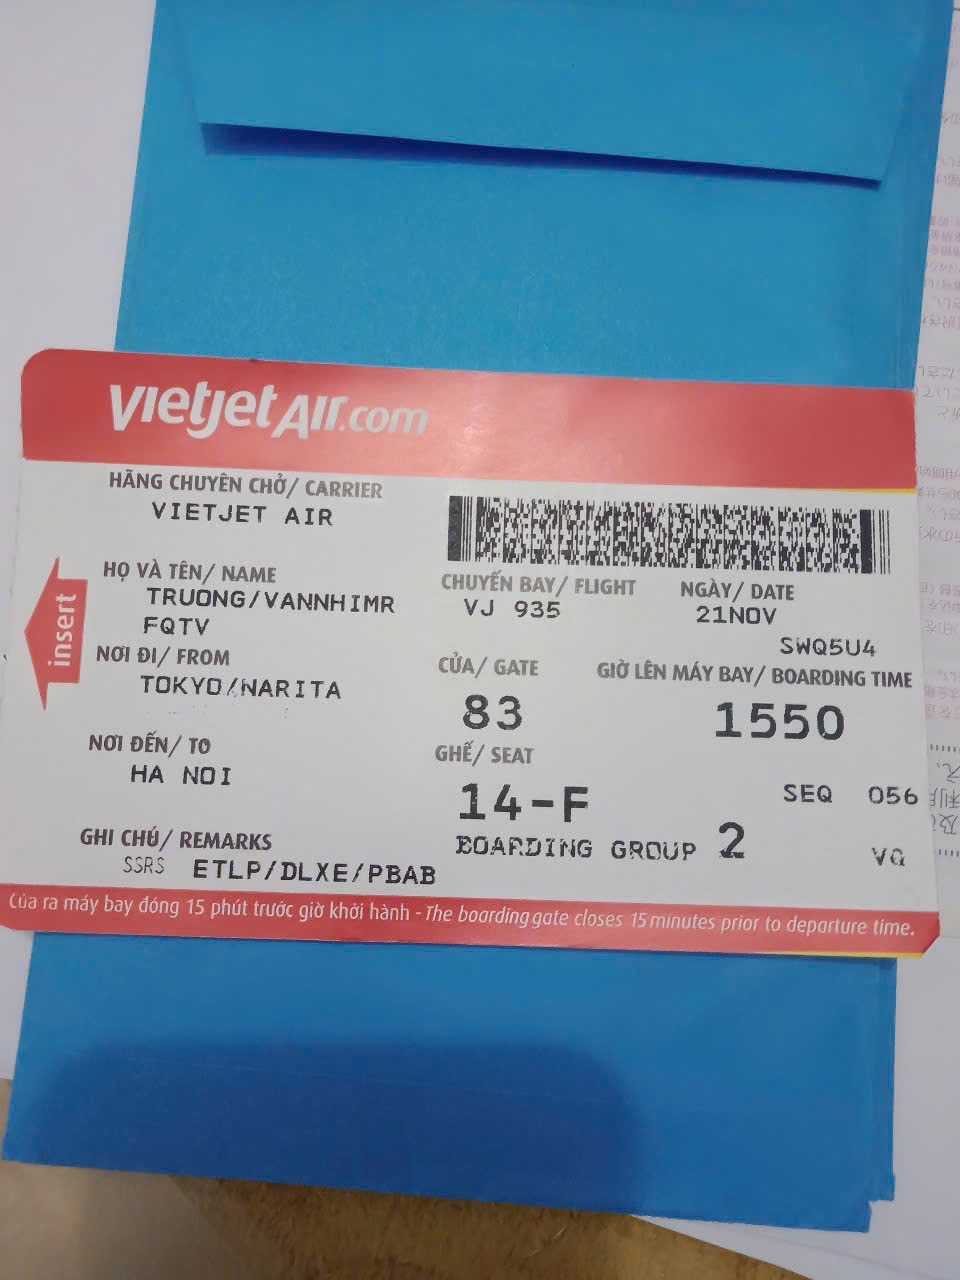 vietjetAir.com
HÃNG CHUYÊN CHỞ/ CARRIER
VIETJET AIR
HỌ VÀ TÊN/ NAME
TRUONG/VANNHIMR
FQTV
CHUYẾN BAY/ FLIGHT
VJ 935
NGÀY/ DATE
21NOV
SWQ5U4
insert
NƠI ĐI/ FROM
TOKYO/NARITA
CỬA/ GATE
83
GIỜ LÊN MÁY BAY/ BOARDING TIME
1550
NƠI ĐẾN/ TO
HA NOI
GHẾ/ SEAT
14-F
SEQ 056
BOARDING GROUP 2
VQ
GHI CHÚ/ REMARKS
SSRS ETLP/DLXE/PBAB
Cửa ra máy bay đóng 15 phút trước giờ khởi hành - The boarding gate closes 15 minutes prior to departure time.